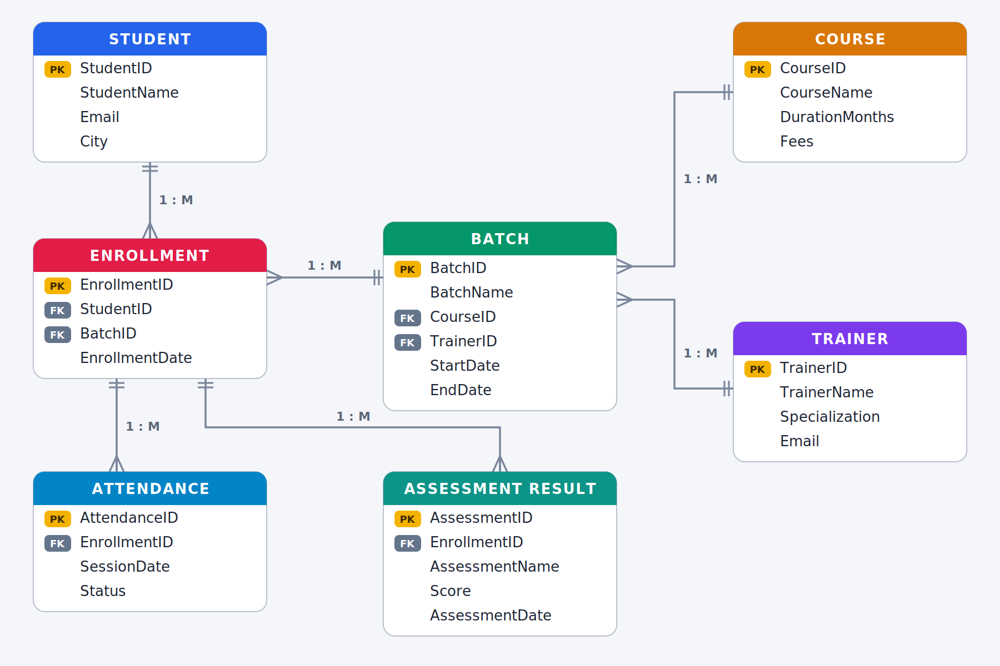 STUDENT
PK StudentID
StudentName
Email
City
1 : M
COURSE
PK CourseID
CourseName
DurationMonths
Fees
1 : M
ENROLLMENT
PK EnrollmentID
FK StudentID
FK BatchID
EnrollmentDate
1 : M
BATCH
PK BatchID
BatchName
FK CourseID
FK TrainerID
StartDate
EndDate
1 : M
TRAINER
PK TrainerID
TrainerName
Specialization
Email
1 : M
1 : M
ATTENDANCE
PK AttendanceID
FK EnrollmentID
SessionDate
Status
ASSESSMENT RESULT
PK AssessmentID
FK EnrollmentID
AssessmentName
Score
AssessmentDate